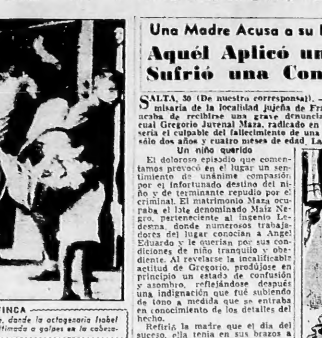 Una Madre Acusa a su
Aquél Aplicó un
Sufrió una Con
SALTA, 30 (De nuestro corresponsal). —
misaría de la localidad jujeña de Fra
acaba de recibirse una grave denuncia
cual Gregorio Juvenal Maza, radicado en
sería el culpable del fallecimiento de una
sólo dos años y cuatro meses de edad. La
Un niño querido
El doloroso episodio que comen-
tamos provocó en el lugar un sen-
timiento de unánime compasión
por el infortunado destino del ni-
ño y de terminante repudio por el
criminal. El matrimonio Maza ocu-
paba el lote denominado Maíz Ne-
gro, perteneciente al ingenio Le-
desma, donde numerosos trabaja-
dores del lugar conocían a Angel
Eduardo y le querían por sus con-
diciones de niño tranquilo y obe-
diente. Al revelarse la incalificable
actitud de Gregorio, prodújose en
principio un estado de confusión
y asombro, reflejándose después
una indignación que fué subiendo
de tono a medida que se entraba
en conocimiento de los detalles del
hecho.
Refirió la madre que el día del
suceso, ella tenía en sus brazos a
FINCA
e, donde la octogenaria Isabel
ltimada a golpes en la cabeza